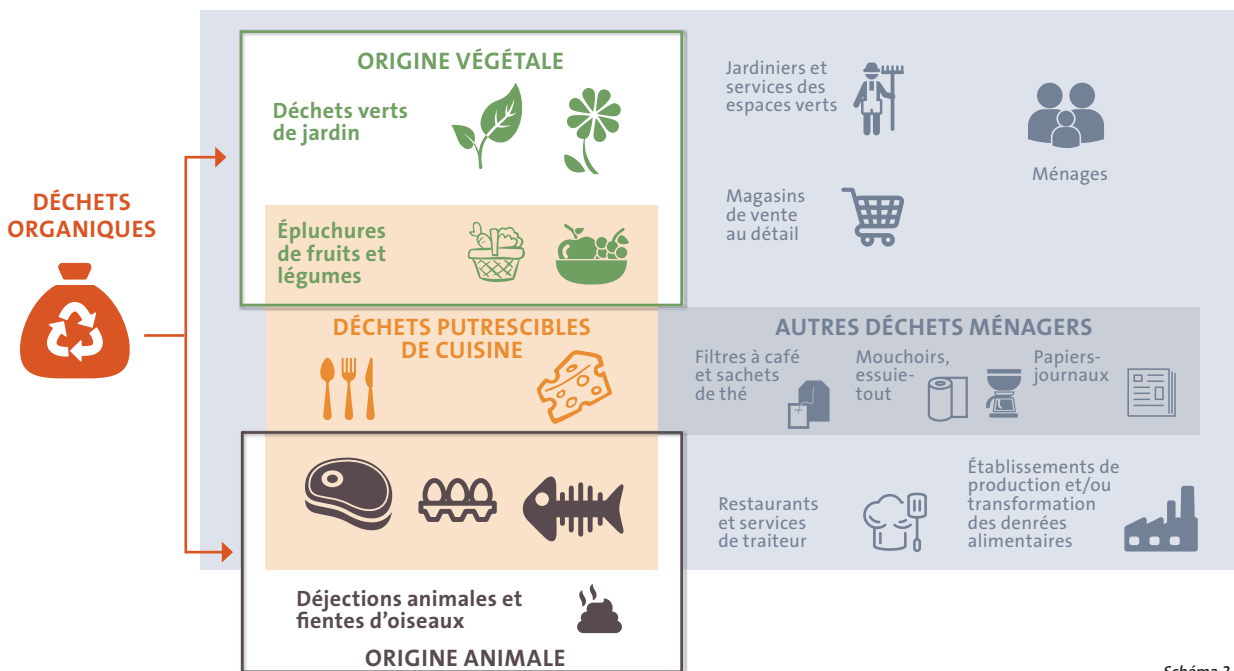 DÉCHETS
ORGANIQUES
ORIGINE VÉGÉTALE
Déchets verts
de jardin
Épluchures
de fruits et
légumes
DÉCHETS PUTRESCIBLES
DE CUISINE
Déjections animales et
fientes d'oiseaux
ORIGINE ANIMALE
Jardiniers et
services des
espaces verts
Ménages
Magasins
de vente
au détail
AUTRES DÉCHETS MÉNAGERS
Filtres à café
et sachets
de thé
Mouchoirs,
essuie-
tout
Papiers-
journaux
Restaurants
et services
de traiteur
Établissements de
production et/ou
transformation
des denrées
alimentaires